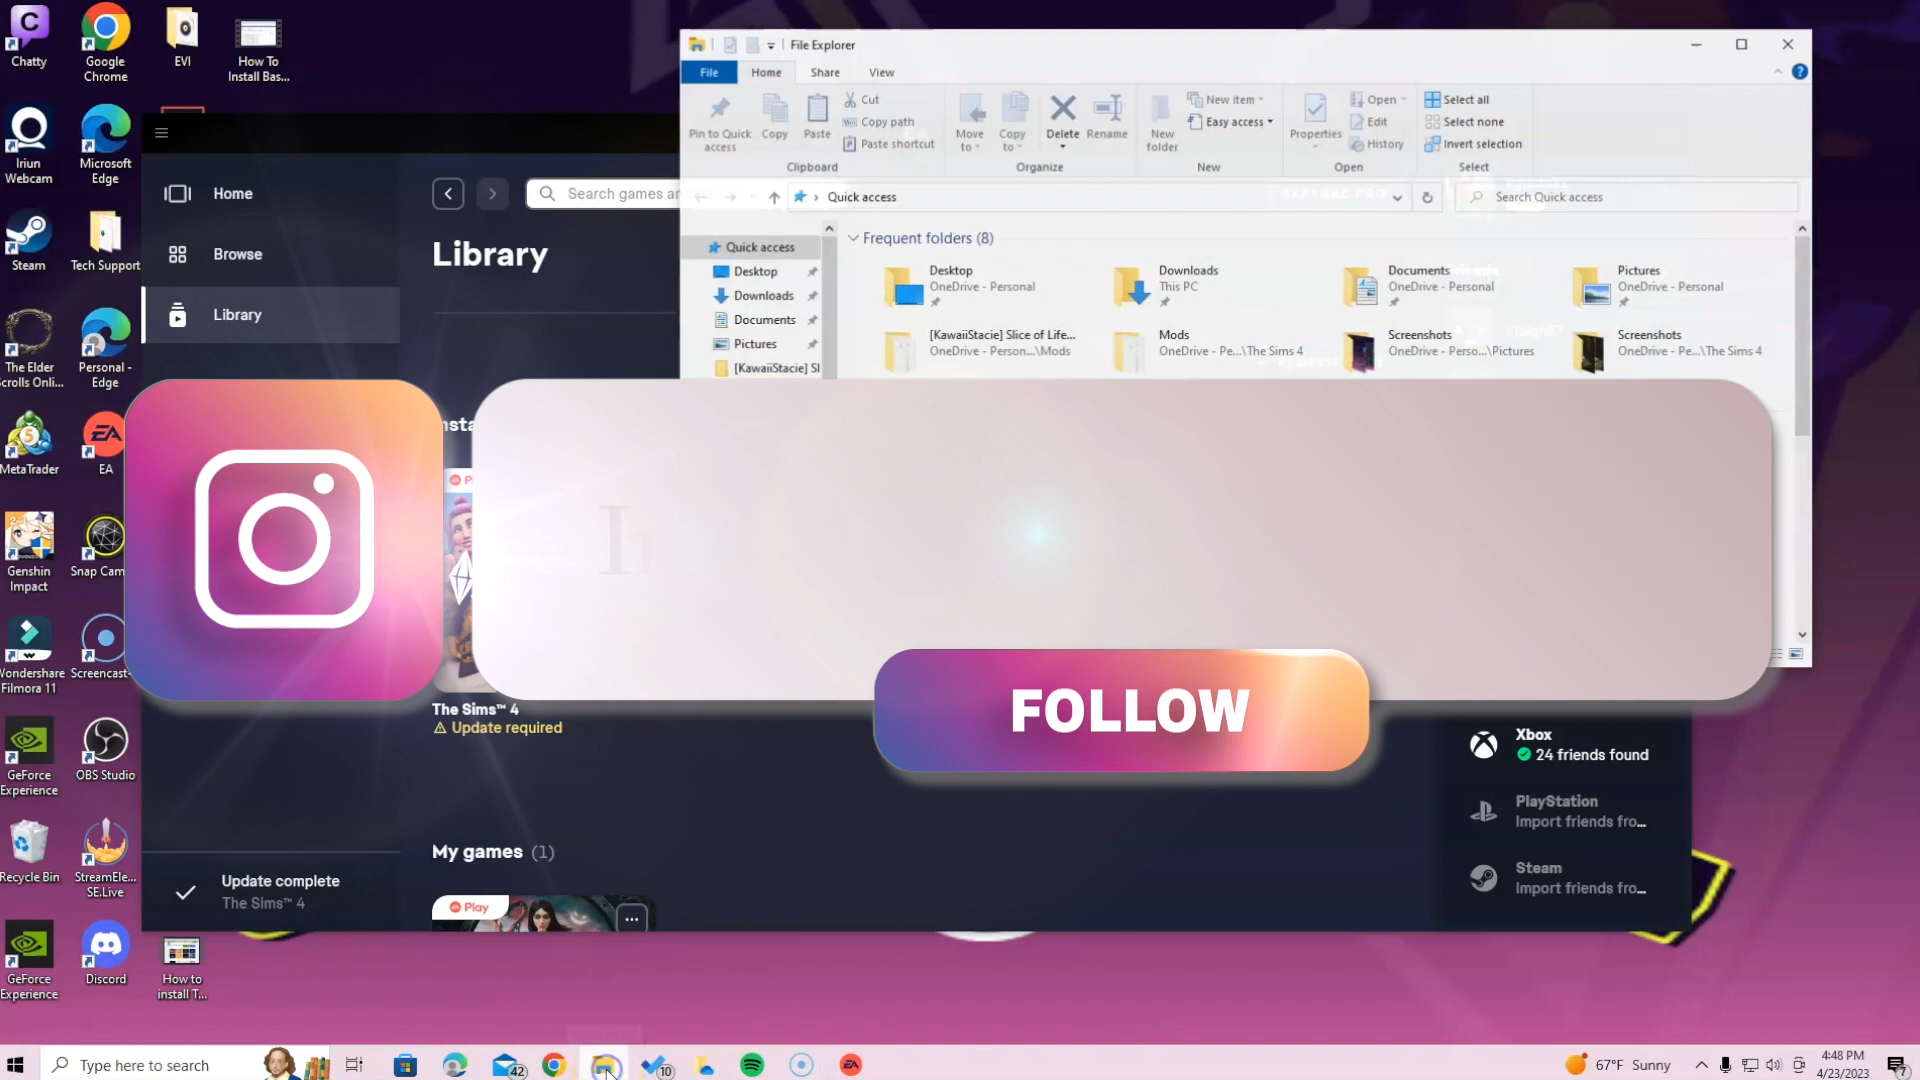 Chatty
Google
Chrome
EVI
How To
Install Bas...
Iriun
Webcam
Microsoft
Edge
Steam
Tech Support
The Elder
Scrolls Onli...
Personal -
Edge
MetaTrader
EA
Genshin
Impact
Snap Cam
Wondershare
Filmora 11
Screencast-
GeForce
Experience
OBS Studio
Recycle Bin
StreamEle...
SE.Live
GeForce
Experience
Discord
How to
install T...
Home
Browse
Library
Search games an
Library
The Sims™ 4
Update required
My games (1)
Play
Update complete
The Sims™ 4
Xbox
24 friends found
PlayStation
Import friends fro...
Steam
Import friends fro...
File Explorer
File Home Share View
Pin to Quick
access
Copy
Paste
Cut
Copy path
Paste shortcut
Clipboard
Move
to
Copy
to
Delete
Rename
Organize
New
folder
New item
Easy access
New
Properties
Open
Edit
History
Open
Select all
Select none
Invert selection
Select
Quick access
Search Quick access
Quick access
Desktop
Downloads
Documents
Pictures
[KawaiiStacie] Sl
Frequent folders (8)
Desktop
OneDrive - Personal
Downloads
This PC
Documents
OneDrive - Personal
Pictures
OneDrive - Personal
[KawaiiStacie] Slice of Life...
OneDrive - Person...\Mods
Mods
OneDrive - Pe...\The Sims 4
Screenshots
OneDrive - Perso...\Pictures
Screenshots
OneDrive - Pe...\The Sims 4
FOLLOW
Type here to search
42
10
67°F Sunny
4:48 PM
4/23/2023
7